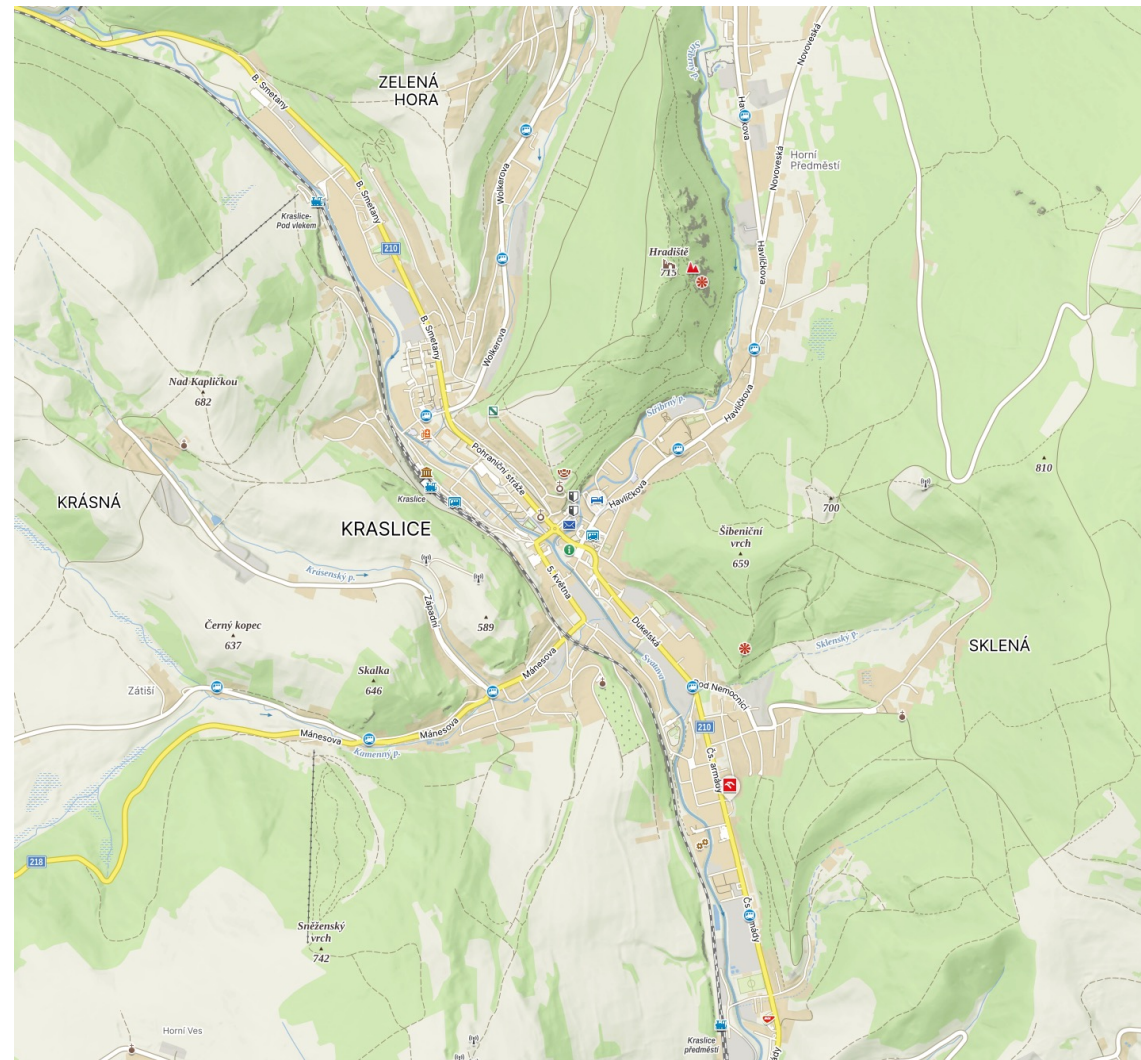 Stříbrný p.
Novoveská
B. Smetany
ZELENÁ
HORA
Havlíčkova
Horní
Předměstí
Novoveská
Wolkerova
B. Smetany
Kraslice-
Pod vlekem
210
Havlíčkova
Hradiště
715
B. Smetany
Wolkerova
Nad Kapličkou
682
Stříbrný p.
Havlíčkova
Pohraniční stráže
810
KRÁSNÁ
Kraslice
Havlíčkova
KRASLICE
700
Šibeniční
vrch
659
Krásenský p.
5. května
Západní
589
Černý kopec
637
Dukelská
Sklenský p.
SKLENÁ
Skalka
646
Mánesova
Svatava
Zátiší
Pod Nemocnicí
210
Mánesova
Mánesova
Kamenný p.
Čs. armády
218
Čs. armády
Sněženský
vrch
742
Horní Ves
Kraslice
předměstí